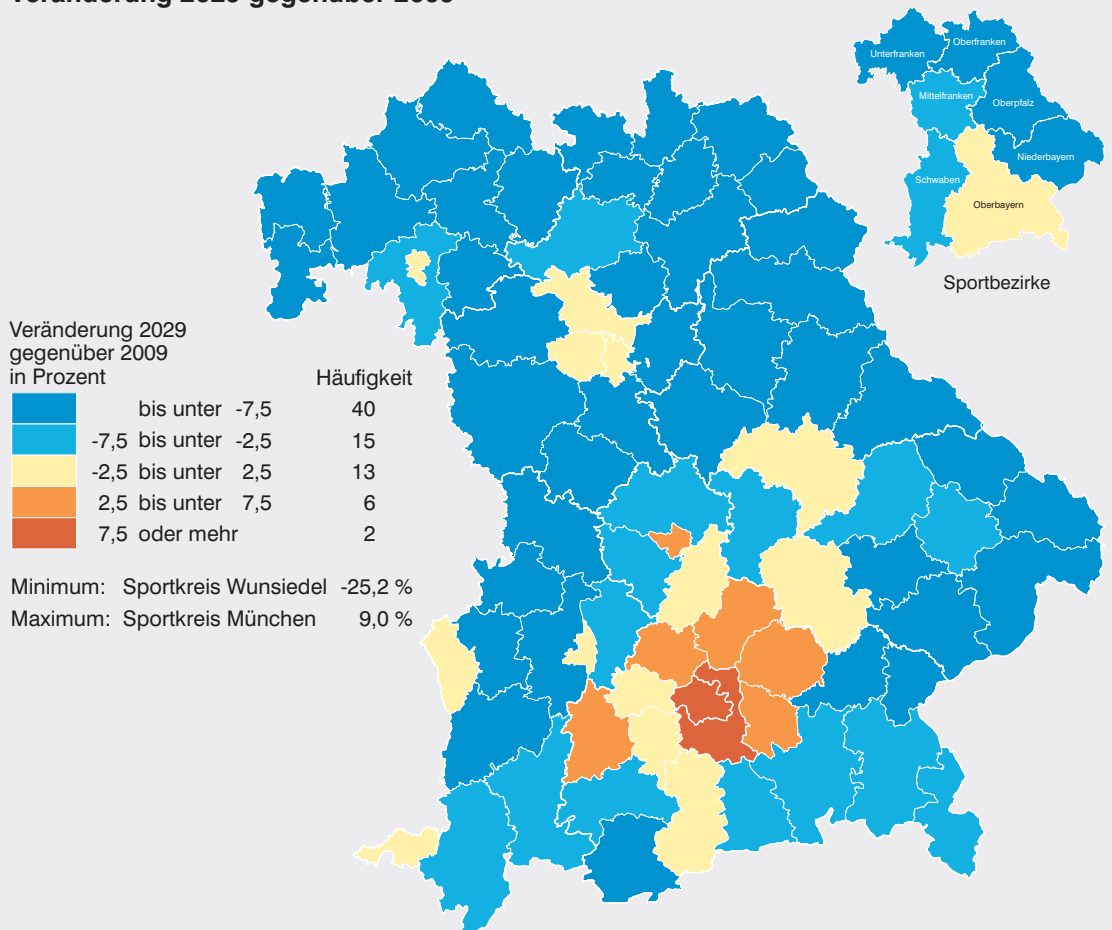 Unterfranken
Oberfranken
Mittelfranken
Oberpfalz
Niederbayern
Schwaben
Oberbayern
Sportbezirke
Veränderung 2029
gegenüber 2009
in Prozent Häufigkeit
bis unter -7,5 40
-7,5 bis unter -2,5 15
-2,5 bis unter 2,5 13
2,5 bis unter 7,5 6
7,5 oder mehr 2
Minimum: Sportkreis Wunsiedel -25,2 %
Maximum: Sportkreis München 9,0 %